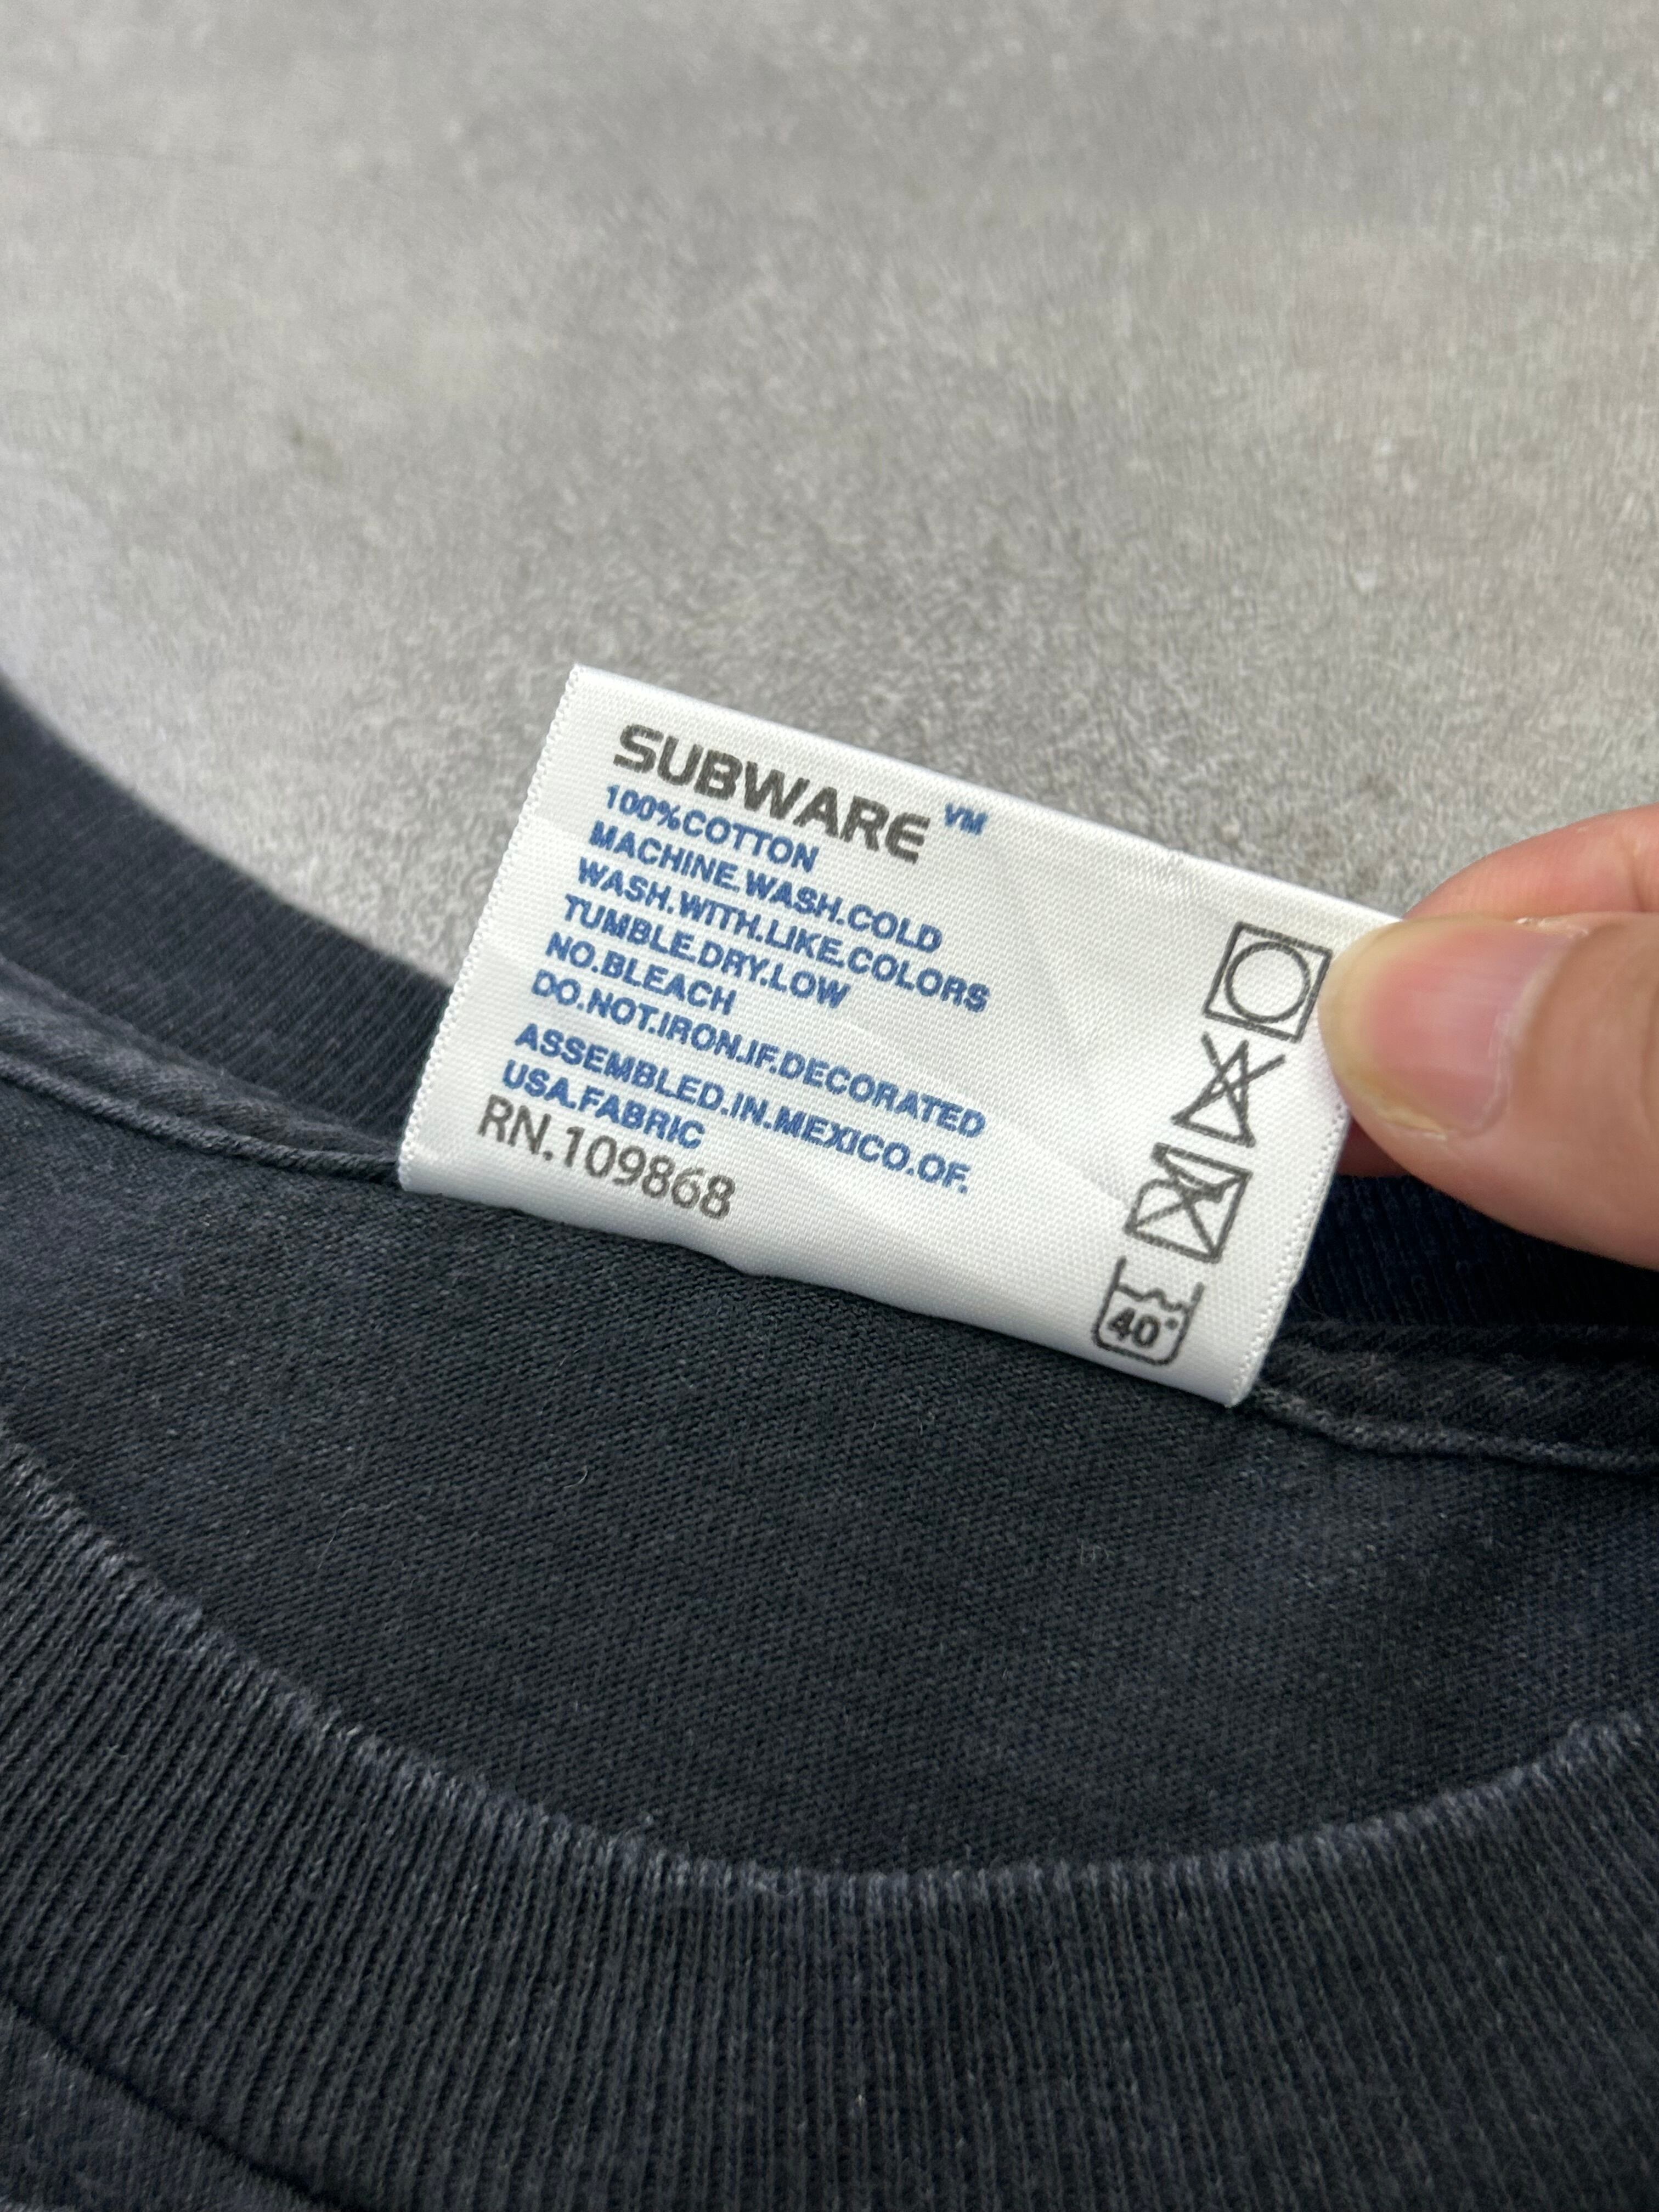 SUBWARE VM
100%COTTON
MACHINE.WASH.COLD
WASH.WITH.LIKE.COLORS
TUMBLE.DRY.LOW
NO.BLEACH
DO.NOT.IRON.IF.DECORATED
ASSEMBLED.IN.MEXICO.OF.
USA.FABRIC
RN.109868
40°